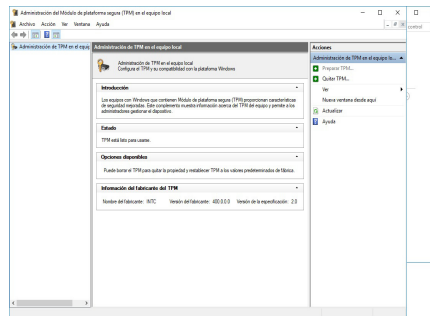 Administración del Módulo de plataforma segura (TPM) en el equipo local
Archivo Acción Ver Ventana Ayuda
control
Administración de TPM en el equip
Administración de TPM en el equipo local
Administración de TPM en el equipo local
Configura el TPM y su compatibilidad con la plataforma Windows
Introducción
Los equipos con Windows que contienen Módulo de plataforma segura (TPM) proporcionan características
de seguridad mejoradas. Este complemento muestra información acerca del TPM del equipo y permite a los
administradores gestionar el dispositivo.
Estado
TPM está listo para usarse.
Opciones disponibles
Puede borrar el TPM para quitar la propiedad y restablecer TPM a los valores predeterminados de fábrica.
Información del fabricante del TPM
Nombre del fabricante: INTC Versión del fabricante: 400.0.0.0 Versión de la especificación: 2.0
Acciones
Administración de TPM en el equipo lo...
Preparar TPM...
Quitar TPM...
Ver
Nueva ventana desde aquí
Actualizar
Ayuda